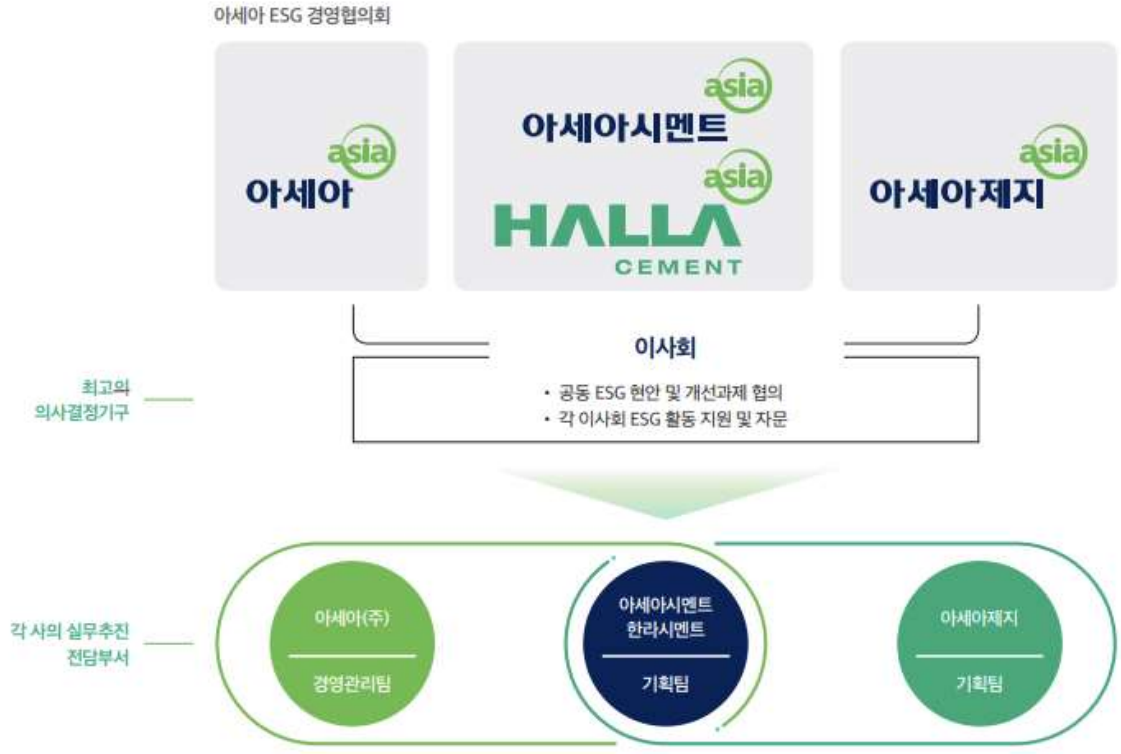 아세아 ESG 경영협의회
asia
아세아
asia
아세아시멘트
asia
HALLA
CEMENT
asia
아세아제지
이사회
최고의
의사결정기구
• 공동 ESG 현안 및 개선과제 협의
• 각 이사회 ESG 활동 지원 및 자문
각 사의 실무추진
전담부서
아세아(주)
경영관리팀
아세아시멘트
한라시멘트
기획팀
아세아제지
기획팀